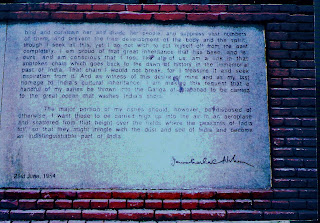 bind and constrain her and divide her people, and suppress vast numbers
of them, and prevent the free development of the body and the spirit,
though I seek all this, yet I do not wish to cut myself off from the past
completely. I am proud of that great inheritance that has been, and is,
ours, and am conscious that I too, like all of us, am a link in that
unbroken chain which goes back to the dawn of history in the immemorial
past of India. That chain I would not break, for I treasure it and seek
inspiration from it. And as witness of this desire of mine and as my last
homage to India's cultural inheritance, I am making this request that a
handful of my ashes be thrown into the Ganga at Allahabad to be carried
to the great ocean that washes India's shore.
The major portion of my ashes should, however, be disposed of
otherwise. I want these to be carried high up into the air in an aeroplane
and scattered from that height over the fields where the peasants of India
toil, so that they might mingle with the dust and soil of India and become
an indistinguishable part of India.
Jawaharlal Nehru
21st June, 1954